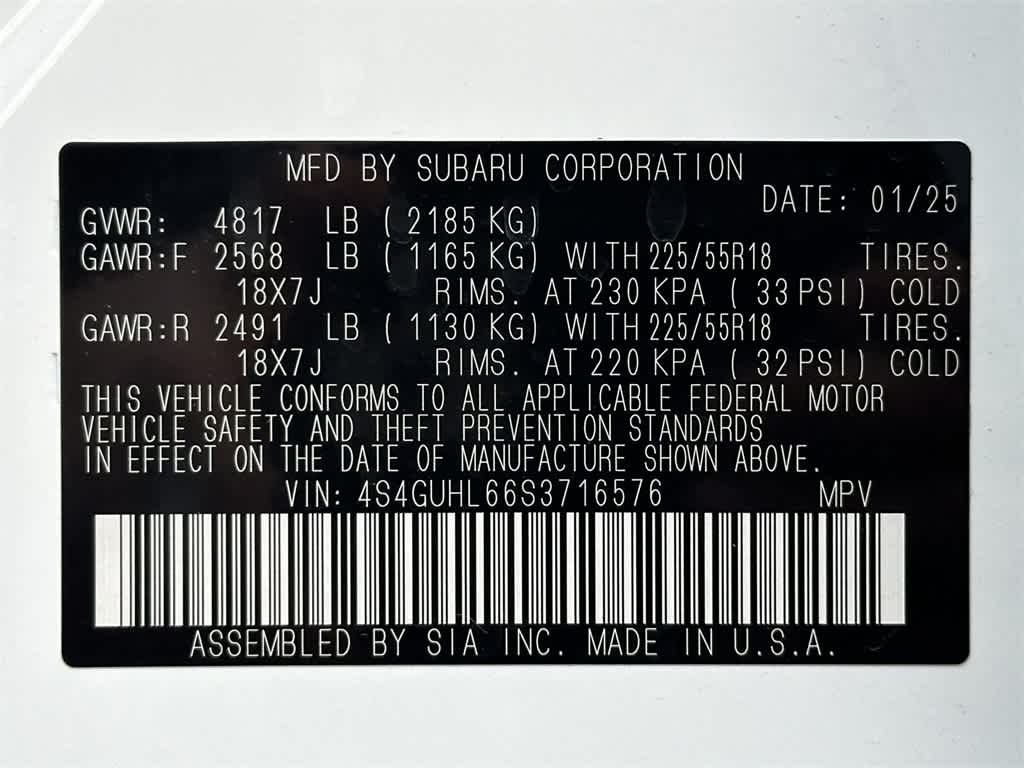 MFD BY SUBARU CORPORATION
DATE: 01/25
GVWR: 4817 LB ( 2185 KG)
GAWR:F 2568 LB ( 1165 KG) WITH 225/55R18 TIRES.
18X7J RIMS. AT 230 KPA ( 33 PSI) COLD
GAWR:R 2491 LB ( 1130 KG) WITH 225/55R18 TIRES.
18X7J RIMS. AT 220 KPA ( 32 PSI) COLD
THIS VEHICLE CONFORMS TO ALL APPLICABLE FEDERAL MOTOR
VEHICLE SAFETY AND THEFT PREVENTION STANDARDS
IN EFFECT ON THE DATE OF MANUFACTURE SHOWN ABOVE.
VIN: 4S4GUHL66S3716576 MPV
ASSEMBLED BY SIA INC. MADE IN U.S.A.